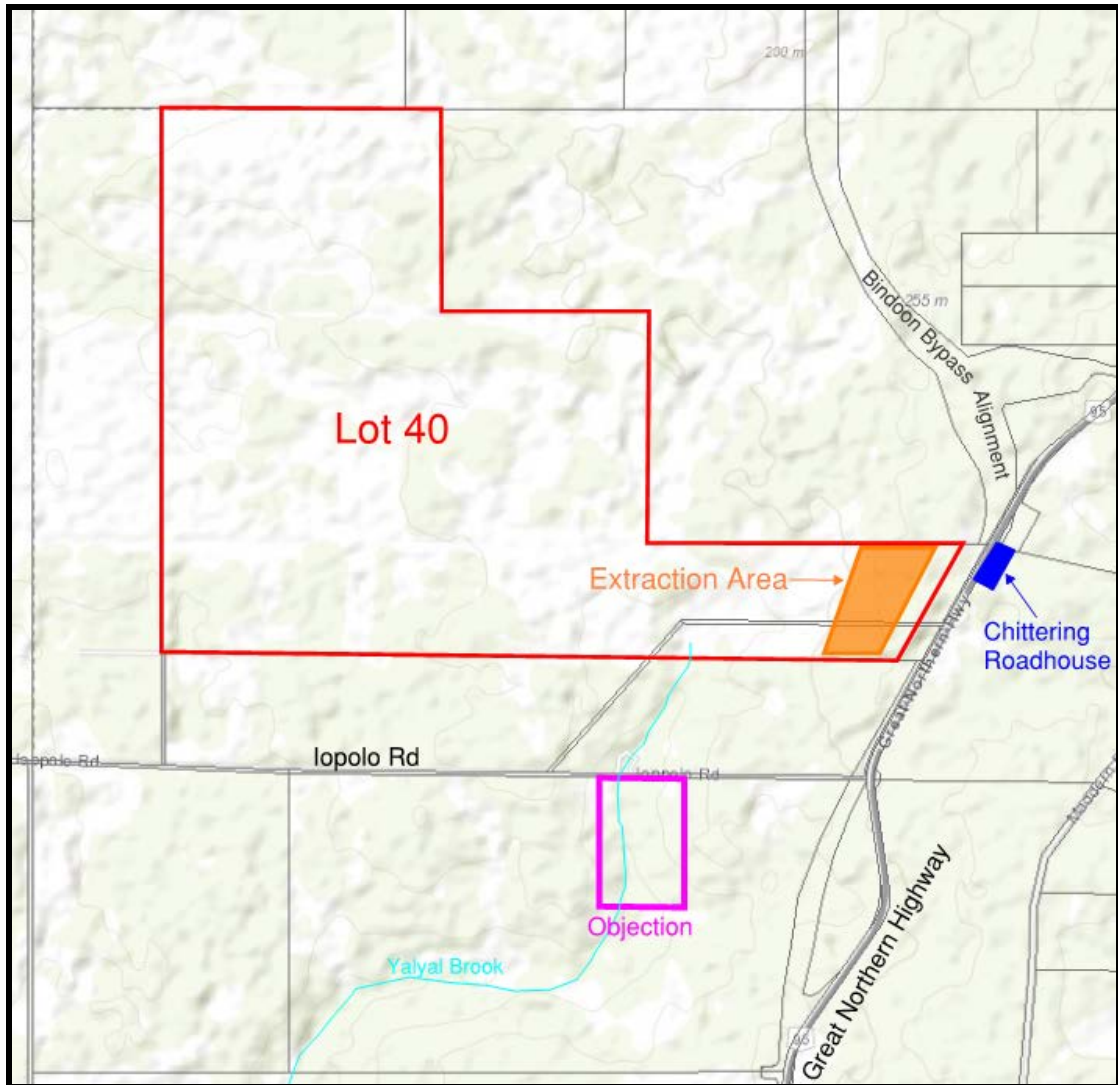 200 m
Bindoon Bypass
Alignment
255 m
95
Lot 40
Extraction Area
Chittering
Roadhouse
Great Northern Hwy
Iopolo Rd
Ioppolo Rd
Objection
Yalyal Brook
Great Northern Highway
95